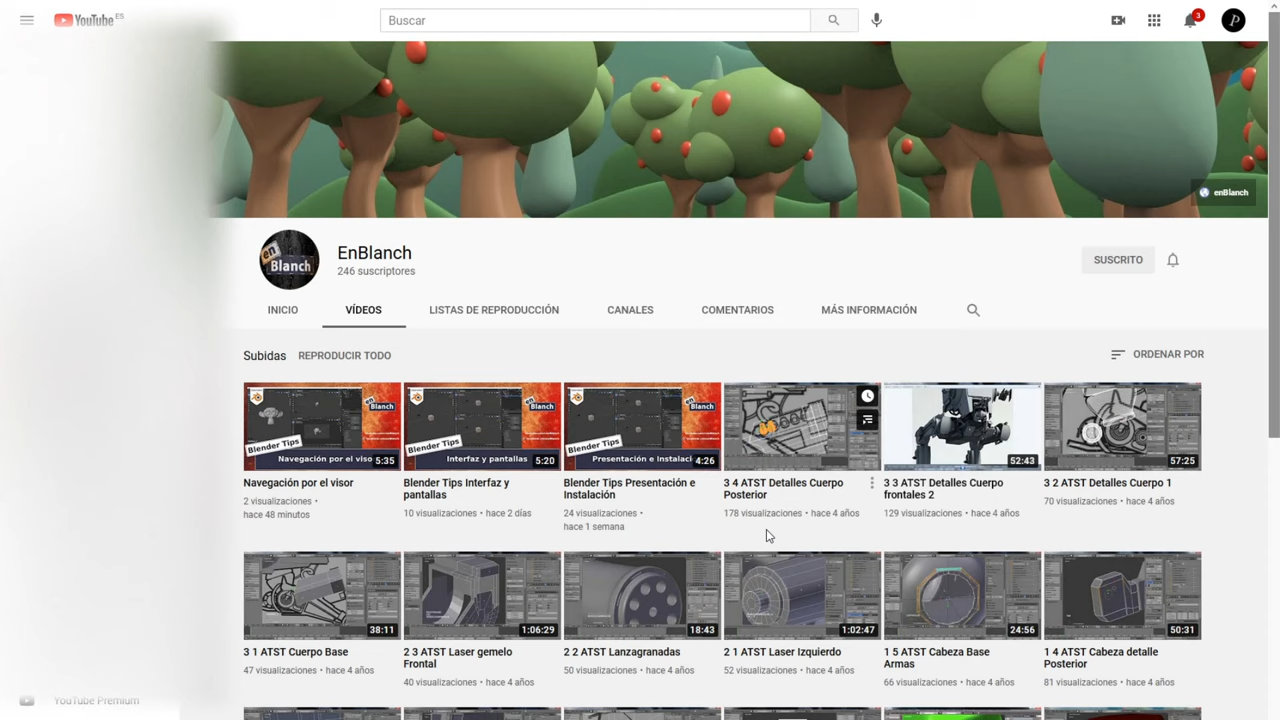 YouTube ES
Buscar
3
P
enBlanch
en
Blanch
EnBlanch
246 suscriptores
SUSCRITO
INICIO
VÍDEOS
LISTAS DE REPRODUCCIÓN
CANALES
COMENTARIOS
MÁS INFORMACIÓN
Subidas
REPRODUCIR TODO
ORDENAR POR
en
Blanch
Blender Tips
Navegación por el viso
5:35
en
Blanch
Blender Tips
Interfaz y pantallas
5:20
en
Blanch
Blender Tips
Presentación e instalaci
4:26
52:43
57:25
Navegación por el visor
2 visualizaciones •
hace 48 minutos
Blender Tips Interfaz y
pantallas
10 visualizaciones • hace 2 días
Blender Tips Presentación e
Instalación
24 visualizaciones •
hace 1 semana
3 4 ATST Detalles Cuerpo
Posterior
178 visualizaciones • hace 4 años
3 3 ATST Detalles Cuerpo
frontales 2
129 visualizaciones • hace 4 años
3 2 ATST Detalles Cuerpo 1
70 visualizaciones • hace 4 años
38:11
1:06:29
18:43
1:02:47
24:56
50:31
3 1 ATST Cuerpo Base
47 visualizaciones • hace 4 años
2 3 ATST Laser gemelo
Frontal
40 visualizaciones • hace 4 años
2 2 ATST Lanzagranadas
50 visualizaciones • hace 4 años
2 1 ATST Laser Izquierdo
52 visualizaciones • hace 4 años
1 5 ATST Cabeza Base
Armas
66 visualizaciones • hace 4 años
1 4 ATST Cabeza detalle
Posterior
81 visualizaciones • hace 4 años
YouTube Premium